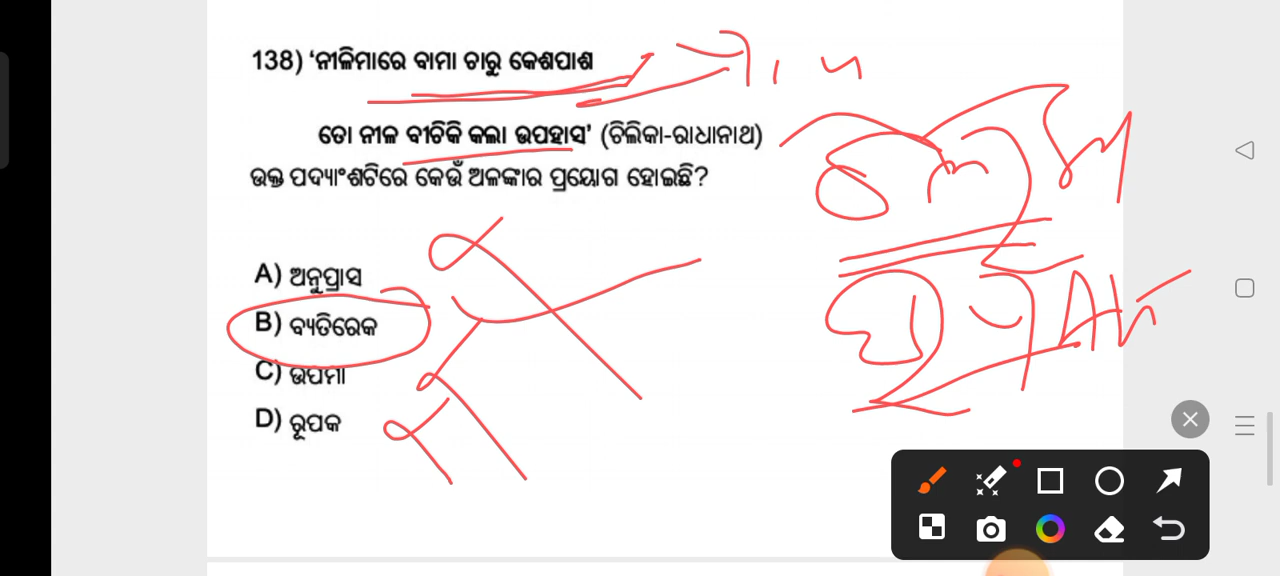 138) ‘ନୀଳିମାରେ ବାମା ଚାରୁ କେଶପାଶ
ତୋ ନୀଳ ବୀଚିକି କଲା ଉପହାସ’ (ଚିଲିକା-ରାଧାନାଥ)
ଉକ୍ତ ପଦ୍ୟାଂଶଟିରେ କେଉଁ ଅଳଙ୍କାର ପ୍ରୟୋଗ ହୋଇଛି?
A) ଅନୁପ୍ରାସ
B) ବ୍ୟତିରେକ
C) ଉପମା
D) ରୂପକ